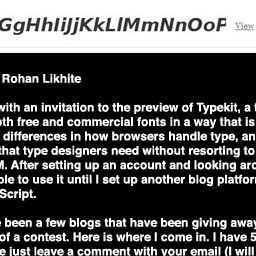 GgHhIiJjKkLlMmNnOoP View
Rohan Likhite
with an invitation to the preview of Typekit, a
oth free and commercial fonts in a way that is
differences in how browsers handle type, an
that type designers need without resorting to
M. After setting up an account and looking aro
ble to use it until I set up another blog platfor
Script.
e been a few blogs that have been giving away
of a contest. Here is where I come in. I have 5
e just leave a comment with your email (I will